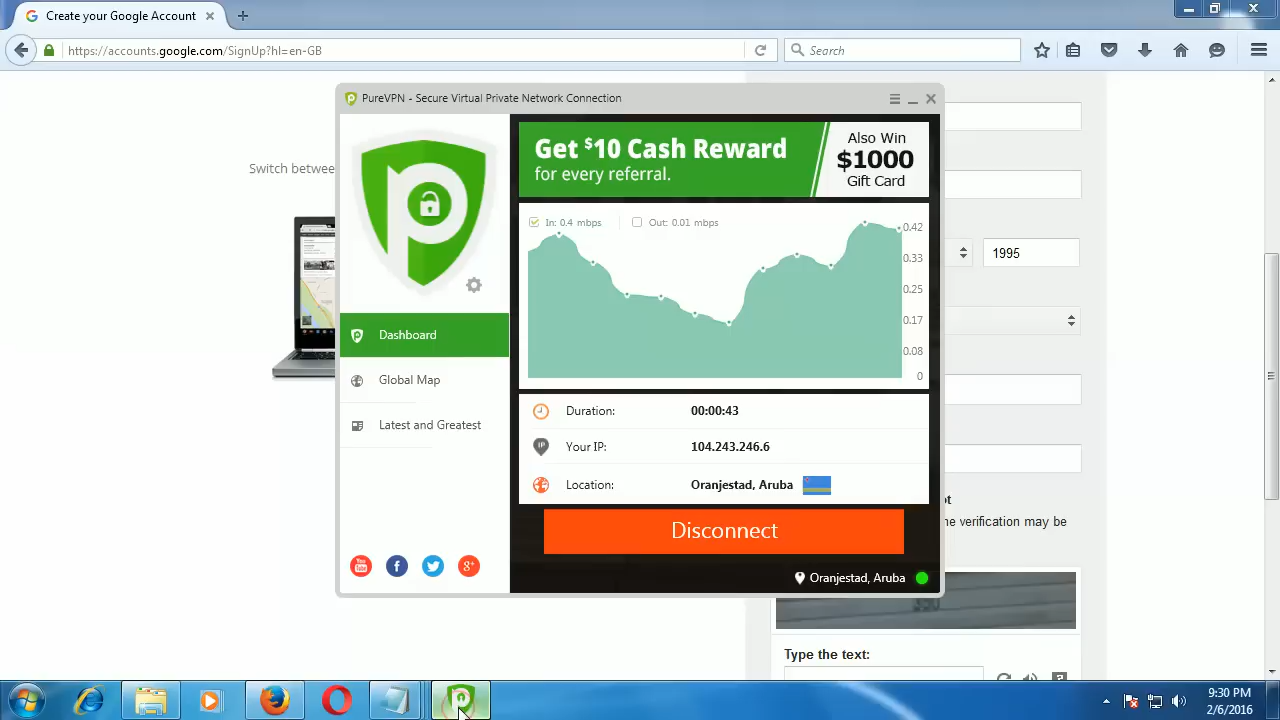 Create your Google Account
https://accounts.google.com/SignUp?hl=en-GB
Search
PureVPN - Secure Virtual Private Network Connection
Switch betwee
Get $10 Cash Reward
for every referral.
Also Win
$1000
Gift Card
In: 0.4 mbps
Out: 0.01 mbps
0.42
0.33
0.25
0.17
0.08
0
1995
Dashboard
Global Map
Latest and Greatest
Duration: 00:00:43
Your IP: 104.243.246.6
Location: Oranjestad, Aruba
Disconnect
Oranjestad, Aruba
ot
ne verification may be
Type the text:
9:30 PM
2/6/2016